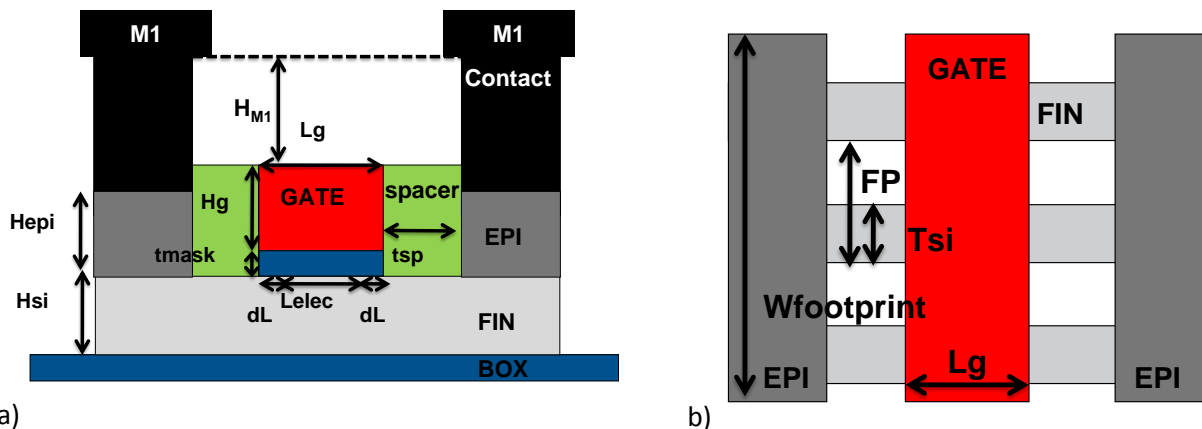 M1
M1
Contact
HM1
Lg
Hg
GATE
spacer
Hepi
EPI
tmask
tsp
Hsi
Lelec
dL
dL
FIN
BOX
a)
GATE
FIN
FP
Tsi
Wfootprint
Lg
EPI
EPI
b)